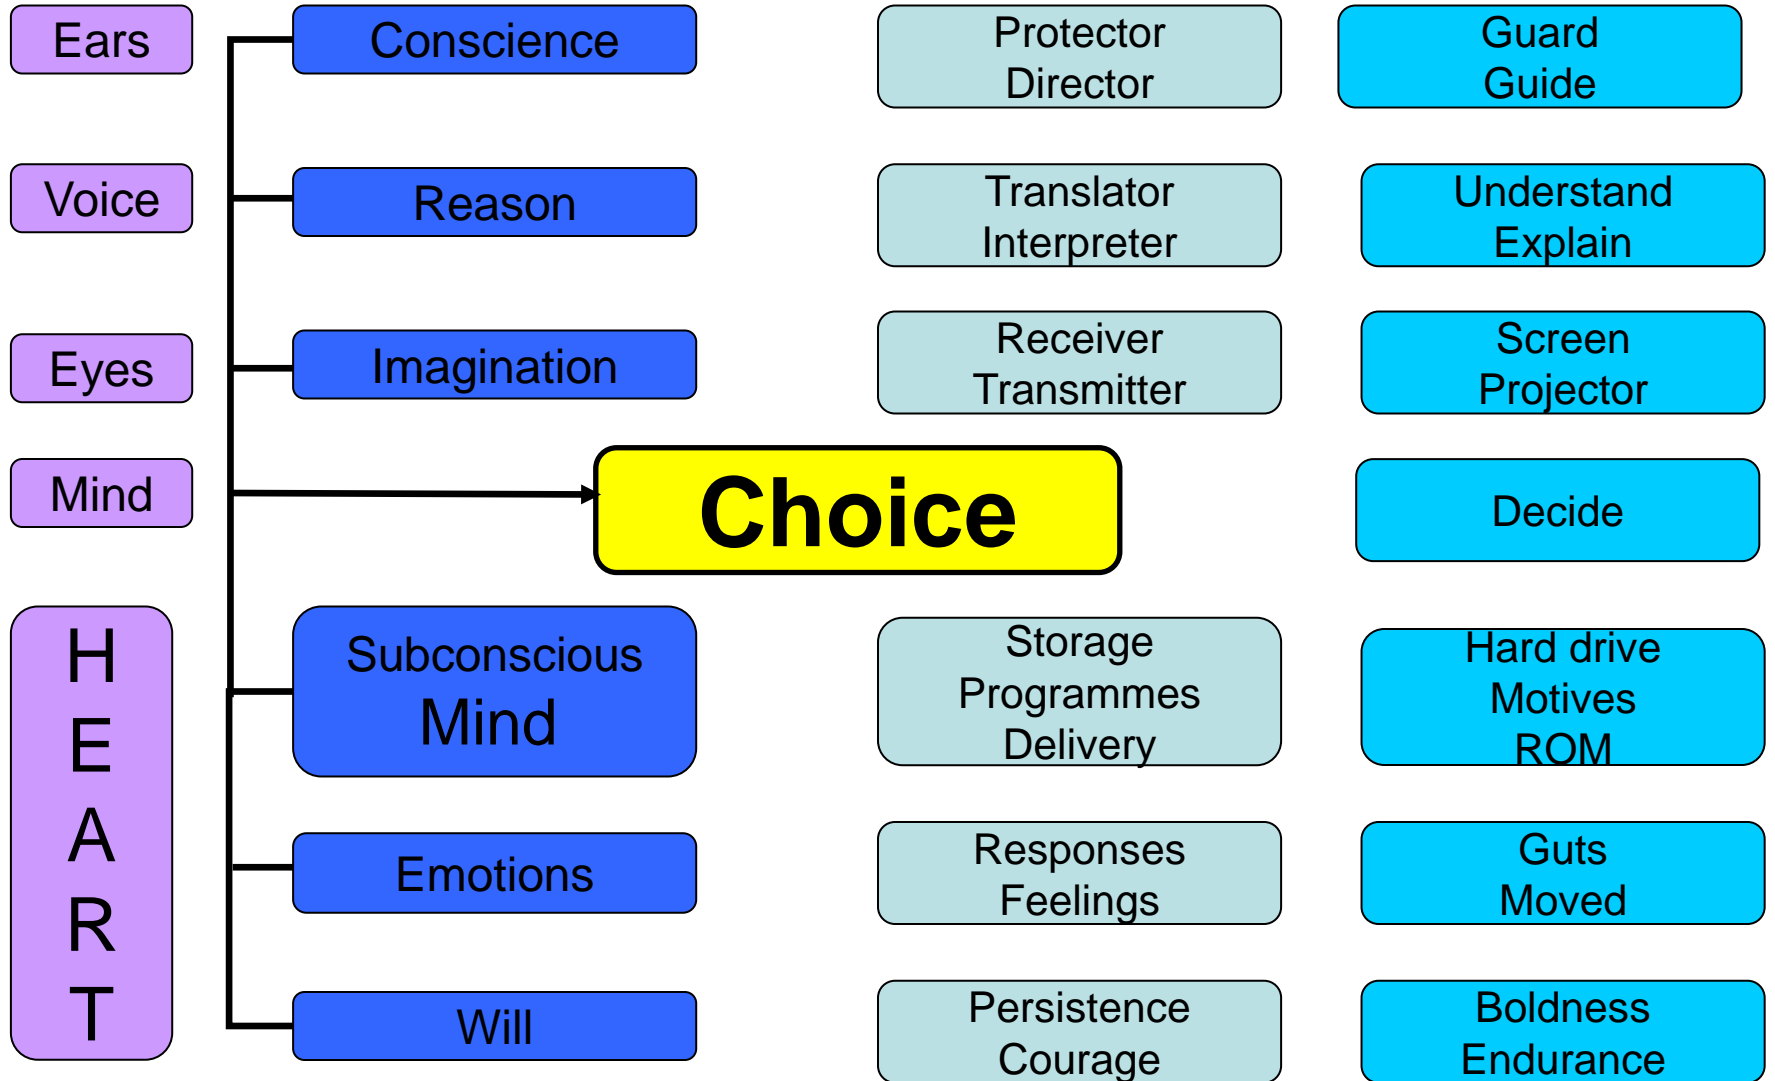 Ears
Conscience
Protector
Director
Guard
Guide
Voice
Reason
Translator
Interpreter
Understand
Explain
Eyes
Imagination
Receiver
Transmitter
Screen
Projector
Mind
Choice
Decide
H
E
A
R
T
Subconscious
Mind
Storage
Programmes
Delivery
Hard drive
Motives
ROM
Emotions
Responses
Feelings
Guts
Moved
Will
Persistence
Courage
Boldness
Endurance